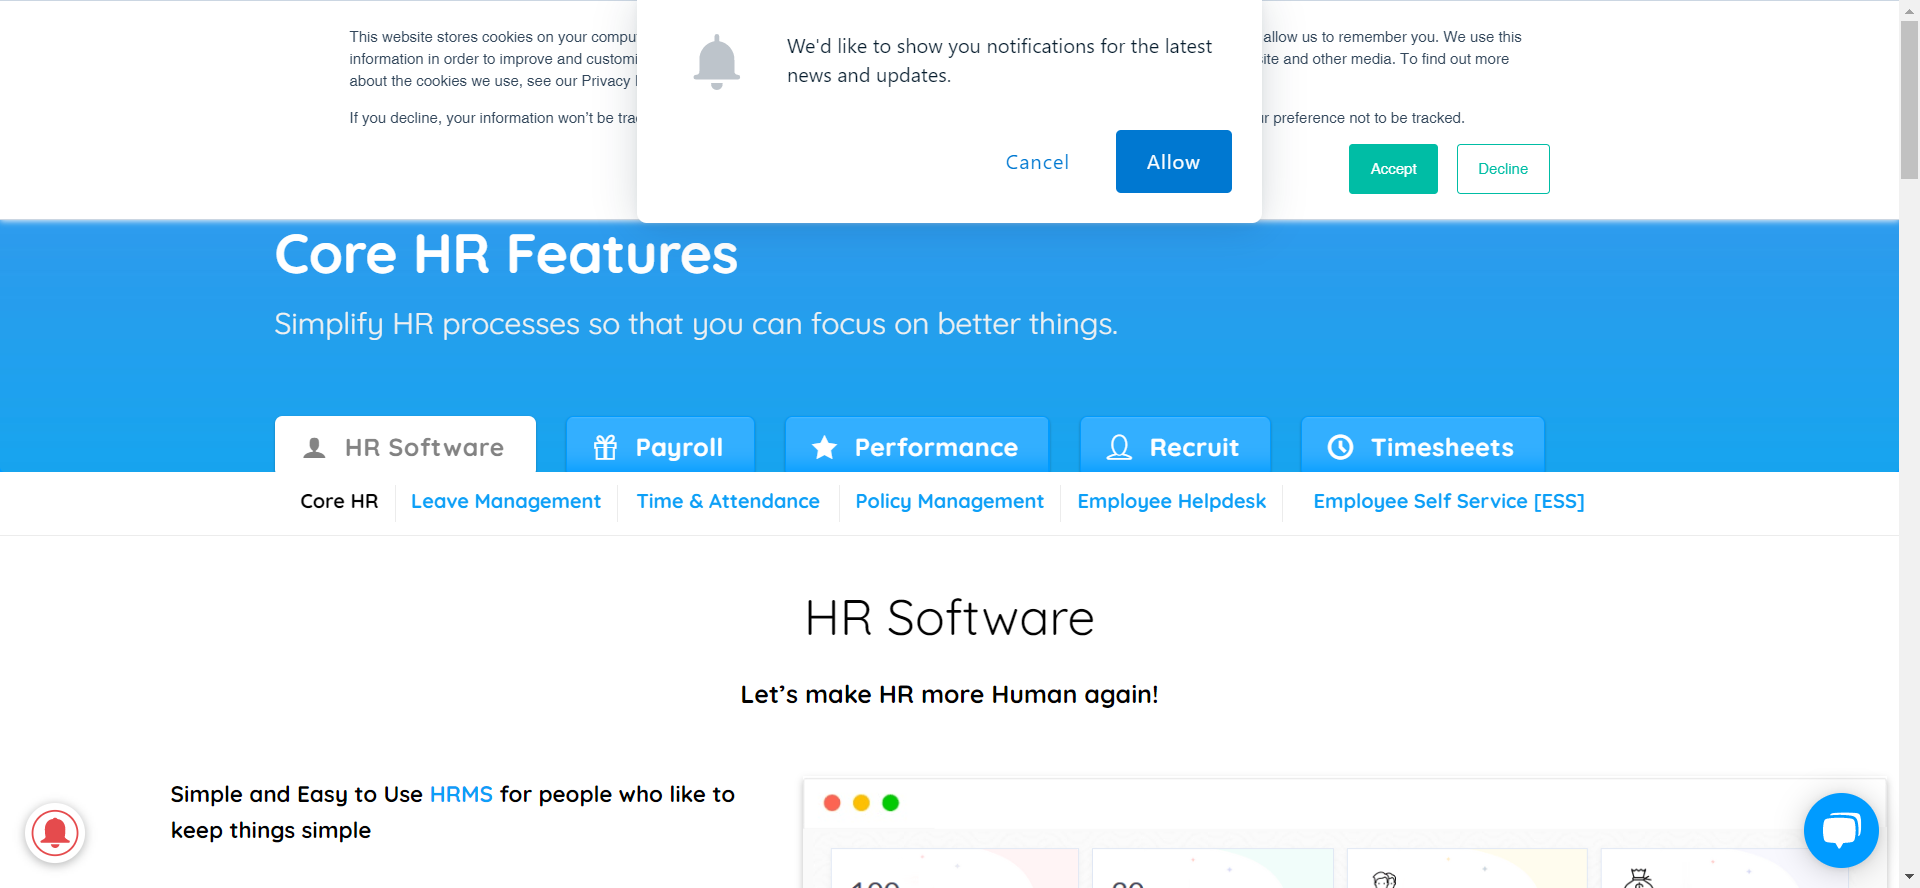 This website stores cookies on your compu
information in order to improve and customi
about the cookies we use, see our Privacy
If you decline, your information won't be tra
allow us to remember you. We use this
ite and other media. To find out more
r preference not to be tracked.
We'd like to show you notifications for the latest
news and updates.
Cancel
Allow
Accept
Decline
Core HR Features
Simplify HR processes so that you can focus on better things.
HR Software
Payroll
Performance
Recruit
Timesheets
Core HR
Leave Management
Time & Attendance
Policy Management
Employee Helpdesk
Employee Self Service [ESS]
HR Software
Let's make HR more Human again!
Simple and Easy to Use HRMS for people who like to
keep things simple